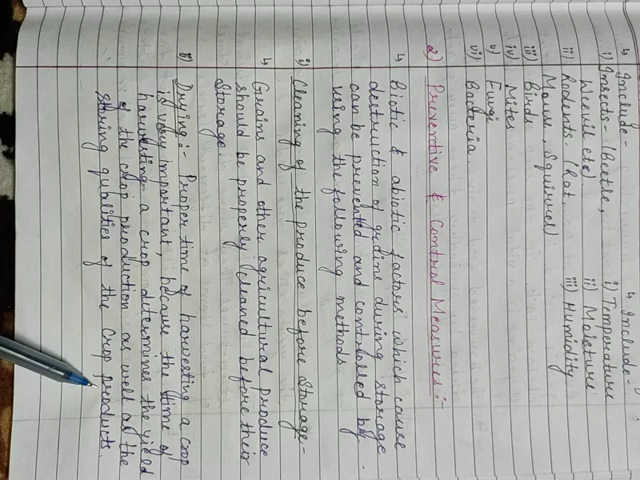 ↳ Include - ↳ Include -
i) Insects - (Beetle, i) Temperature
Weevil etc) ii) Moisture
ii) Rodents - (Rat, iii) Humidity
Mouse, Squirrel)
iii) Birds
iv) Mites
v) Fungi
vi) Bacteria
2) Preventive & Control Measures :-
↳ Biotic & abiotic factors which cause
destruction of grains during storage
can be prevented and controlled by
using the following methods
i) Cleaning of the produce before Storage -
↳ Grains and other agricultural produce
should be properly cleaned before their
Storage.
Drying :- Proper time of harvesting a crop
is very important, because the time of
harvesting a crop determines the yield
of the crop production as well as the
storing qualities of the crop products.